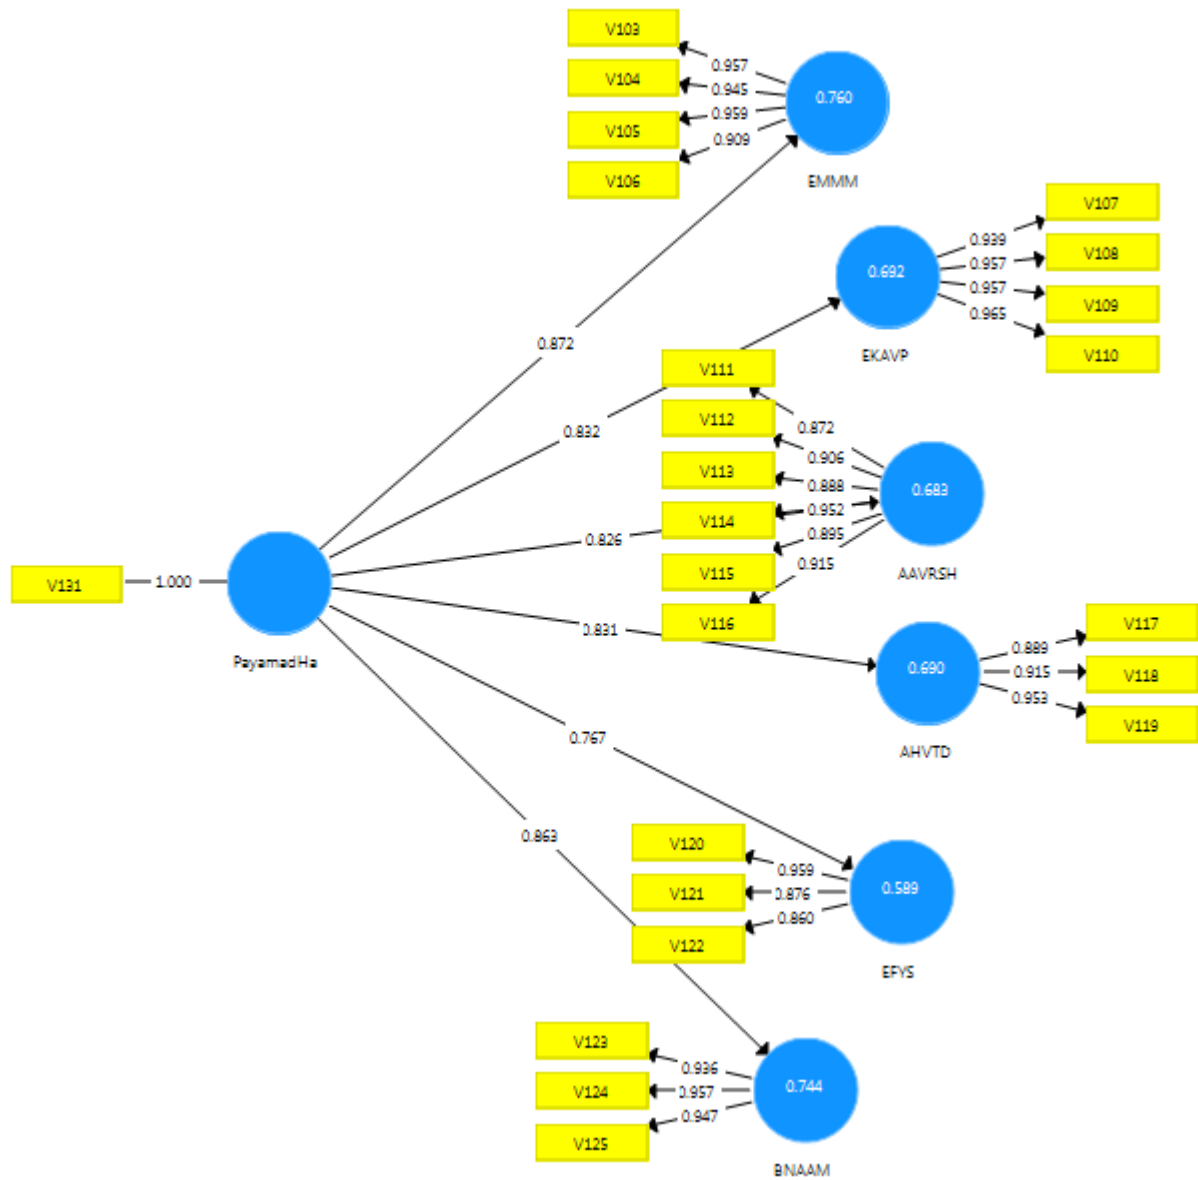 V103
V104
V105
V106
0.957
0.945
0.959
0.909
0.760
EMMM
V107
V108
V109
V110
0.939
0.957
0.957
0.965
0.692
EKAVP
0.872
0.832
0.826
0.831
0.767
0.863
V111
V112
V113
V114
V115
V116
0.872
0.906
0.888
0.952
0.895
0.915
0.683
AAVRSH
V131
1.000
PayamadHa
0.690
AHVTD
0.889
0.915
0.953
V117
V118
V119
V120
V121
V122
0.959
0.876
0.860
0.589
EFYS
V123
V124
V125
0.936
0.957
0.947
0.744
BNAAM